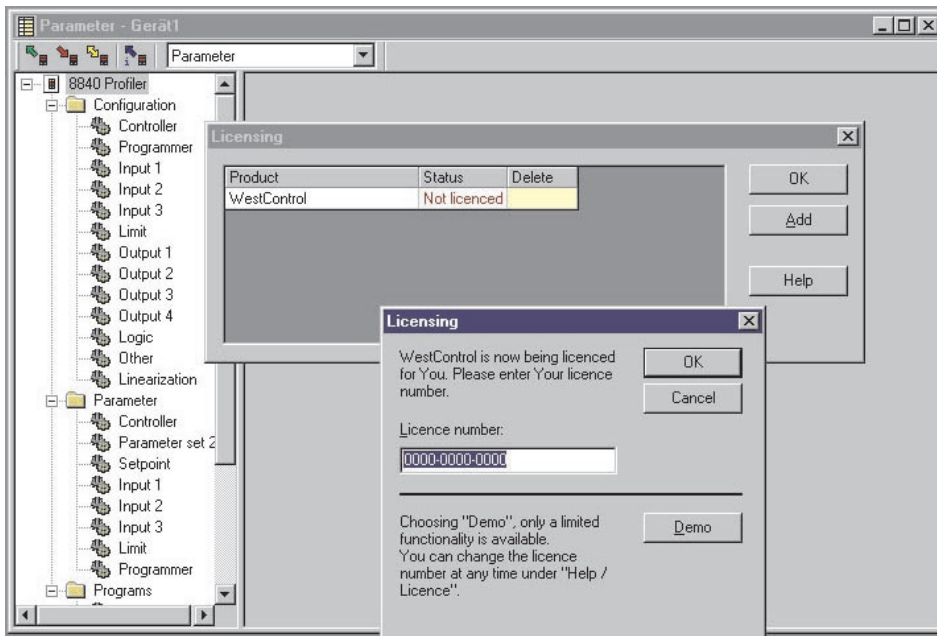 Parameter - Gerät1
Parameter
8840 Profiler
Configuration
Controller
Programmer
Input 1
Input 2
Input 3
Limit
Output 1
Output 2
Output 3
Output 4
Logic
Other
Linearization
Parameter
Controller
Parameter set 2
Setpoint
Input 1
Input 2
Input 3
Limit
Programmer
Programs
Licensing
Product Status Delete
WestControl Not licenced
OK
Add
Help
Licensing
WestControl is now being licenced
for You. Please enter Your licence
number.
OK
Cancel
Licence number:
0000-0000-0000
Choosing "Demo", only a limited
functionality is available.
You can change the licence
number at any time under "Help /
Licence".
Demo